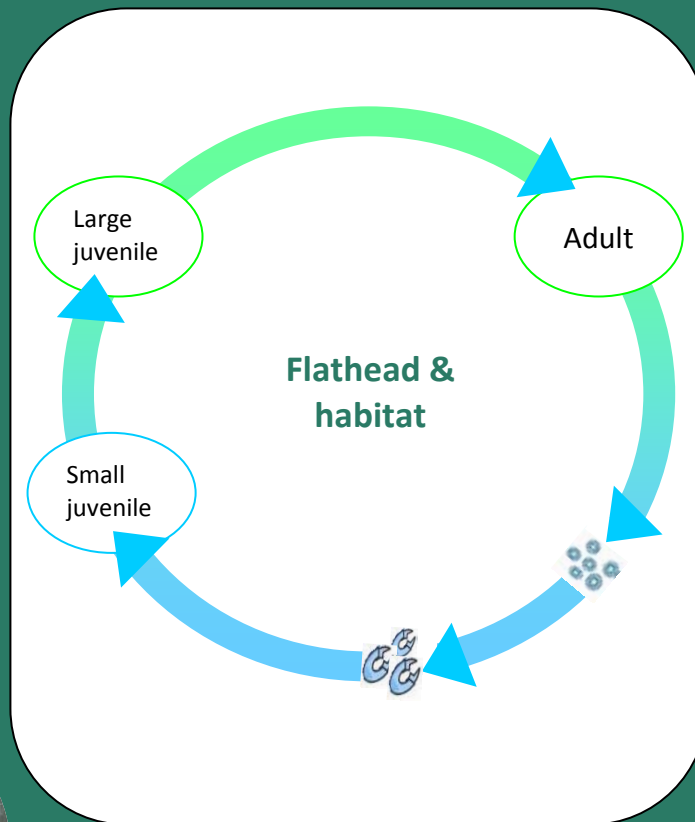 Large
juvenile
Adult
Flathead &
habitat
Small
juvenile